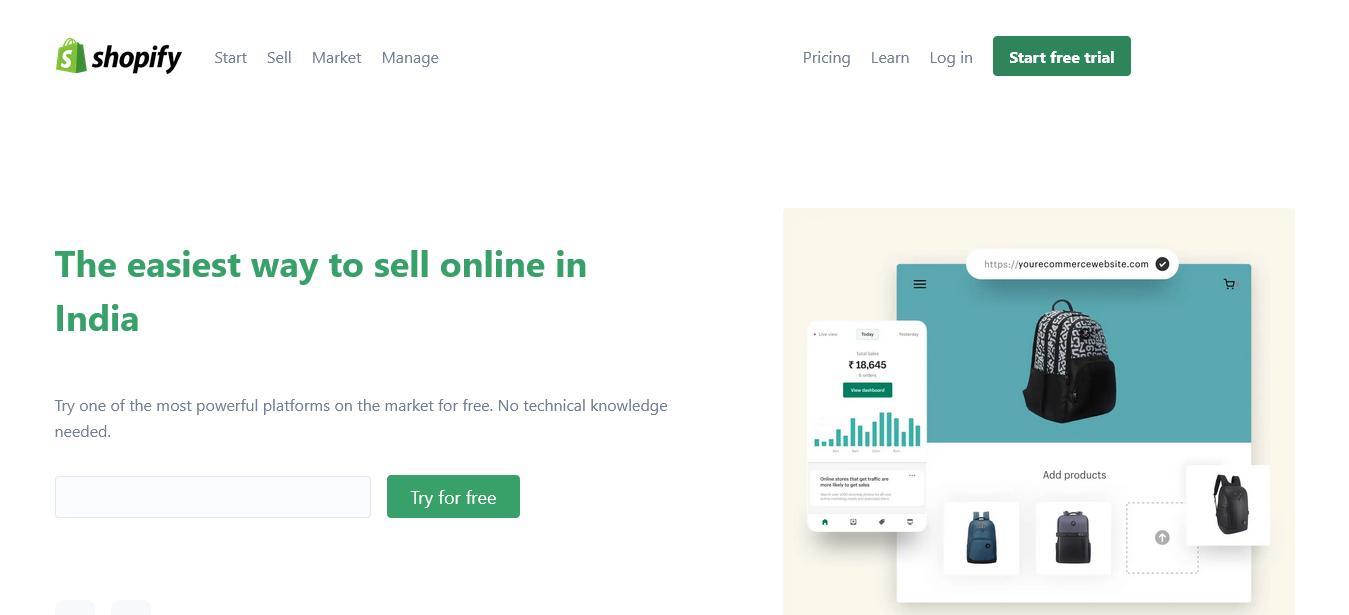 shopify
Start Sell Market Manage
Pricing Learn Log in Start free trial
The easiest way to sell online in
India
Try one of the most powerful platforms on the market for free. No technical knowledge
needed.
Try for free
https://yourecommercewebsite.com
Live view Today Yesterday
Total Sales
₹ 18,645
6 orders
View dashboard
Online stores that get traffic are
more likely to get sales
Add products